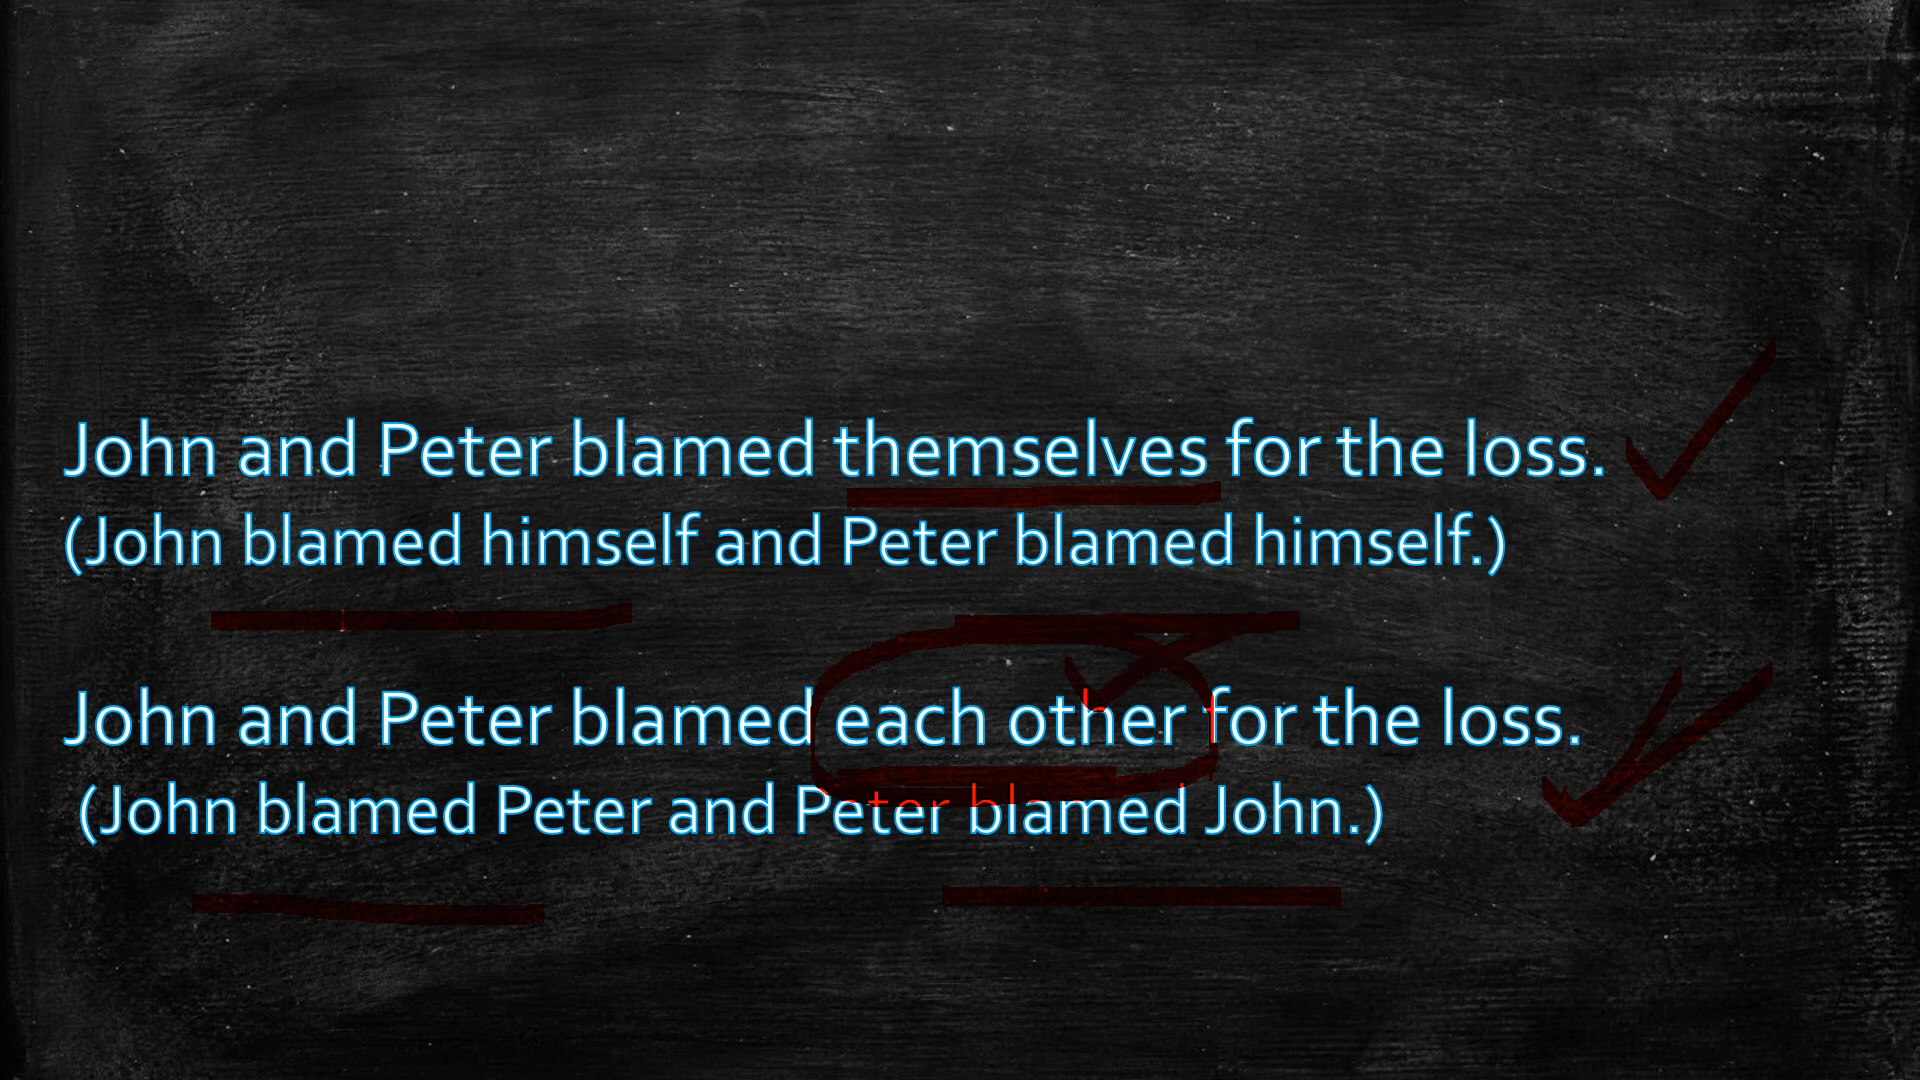 John and Peter blamed themselves for the loss.
(John blamed himself and Peter blamed himself.)
John and Peter blamed each other for the loss.
(John blamed Peter and Peter blamed John.)